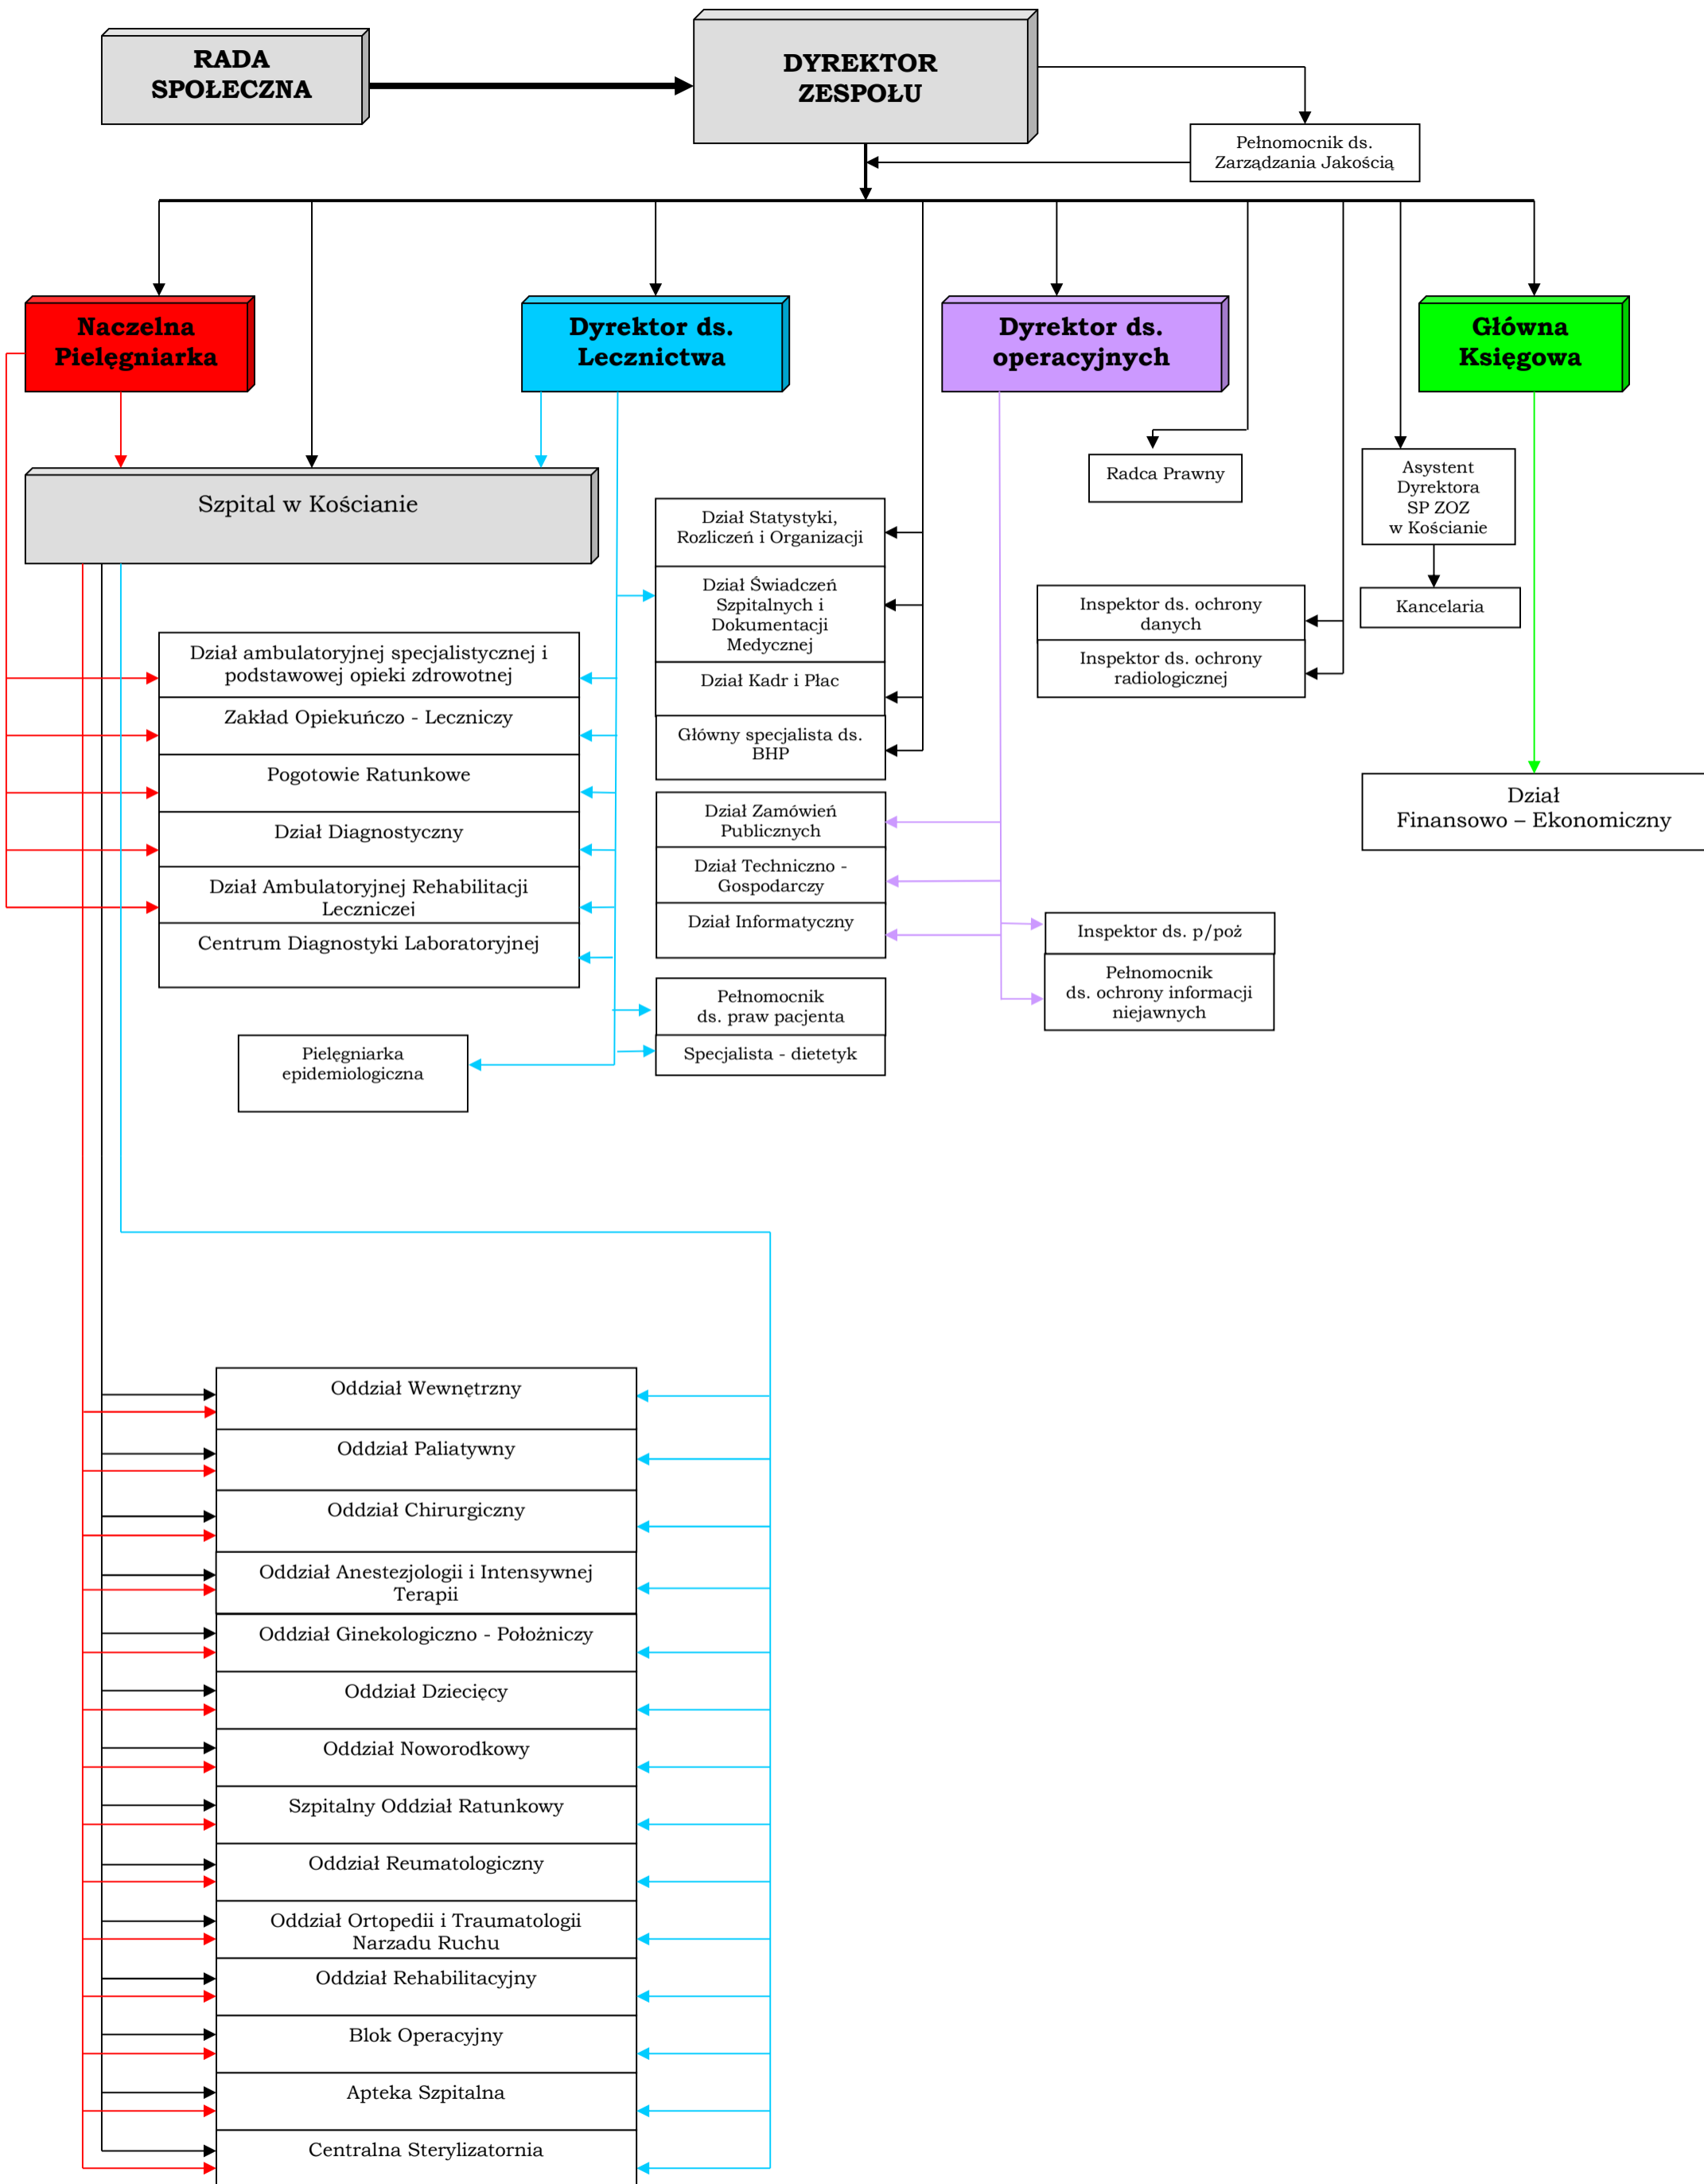 RADA
SPOŁECZNA
DYREKTOR
ZESPOŁU
Pełnomocnik ds.
Zarządzania Jakością
Naczelna
Pielęgniarka
Dyrektor ds.
Lecznictwa
Dyrektor ds.
operacyjnych
Główna
Księgowa
Szpital w Kościanie
Radca Prawny
Asystent
Dyrektora
SP ZOZ
w Kościanie
Kancelaria
Dział Statystyki,
Rozliczeń i Organizacji
Dział Świadczeń
Szpitalnych i
Dokumentacji
Medycznej
Dział Kadr i Płac
Główny specjalista ds.
BHP
Inspektor ds. ochrony
danych
Inspektor ds. ochrony
radiologicznej
Dział ambulatoryjnej specjalistycznej i
podstawowej opieki zdrowotnej
Zakład Opiekuńczo - Leczniczy
Pogotowie Ratunkowe
Dział Diagnostyczny
Dział Ambulatoryjnej Rehabilitacji
Leczniczej
Centrum Diagnostyki Laboratoryjnej
Dział Zamówień
Publicznych
Dział Techniczno -
Gospodarczy
Dział Informatyczny
Dział
Finansowo – Ekonomiczny
Inspektor ds. p/poż
Pełnomocnik
ds. ochrony informacji
niejawnych
Pełnomocnik
ds. praw pacjenta
Specjalista - dietetyk
Pielęgniarka
epidemiologiczna
Oddział Wewnętrzny
Oddział Paliatywny
Oddział Chirurgiczny
Oddział Anestezjologii i Intensywnej
Terapii
Oddział Ginekologiczno - Położniczy
Oddział Dziecięcy
Oddział Noworodkowy
Szpitalny Oddział Ratunkowy
Oddział Reumatologiczny
Oddział Ortopedii i Traumatologii
Narzadu Ruchu
Oddział Rehabilitacyjny
Blok Operacyjny
Apteka Szpitalna
Centralna Sterylizatornia